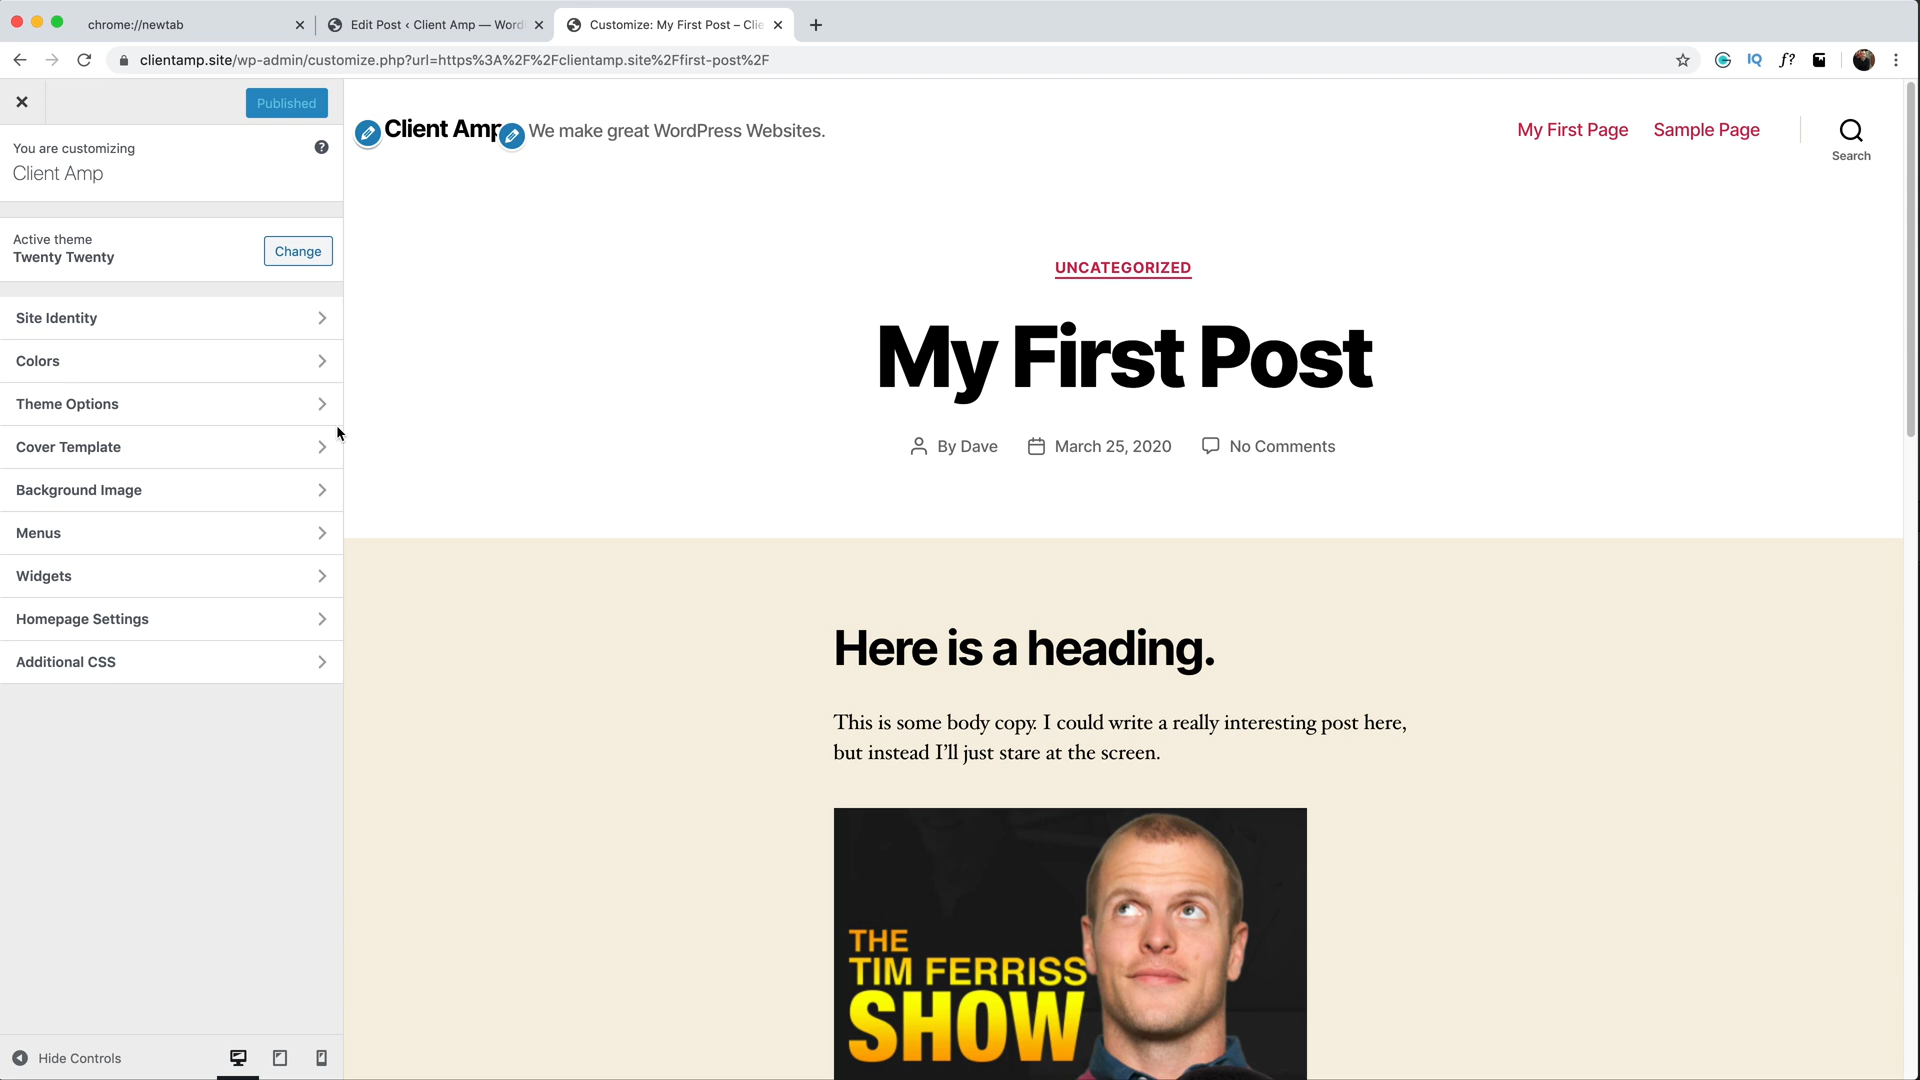 chrome://newtab
Edit Post ‹ Client Amp — Word
Customize: My First Post – Clie
clientamp.site/wp-admin/customize.php?url=https%3A%2F%2Fclientamp.site%2Ffirst-post%2F
IQ
f?
Published
You are customizing
Client Amp
Active theme
Twenty Twenty
Change
Site Identity
Colors
Theme Options
Cover Template
Background Image
Menus
Widgets
Homepage Settings
Additional CSS
Hide Controls
Client Amp
We make great WordPress Websites.
My First Page
Sample Page
Search
UNCATEGORIZED
My First Post
By Dave
March 25, 2020
No Comments
Here is a heading.
This is some body copy. I could write a really interesting post here,
but instead I’ll just stare at the screen.
THE
TIM FERRISS
SHOW